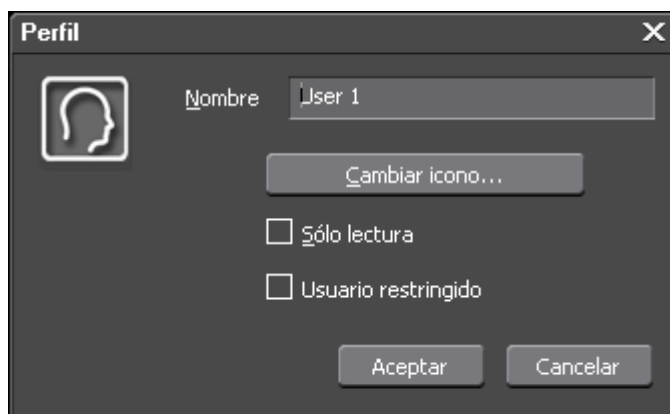 Perfil
Nombre User 1
Cambiar icono...
Sólo lectura
Usuario restringido
Aceptar Cancelar